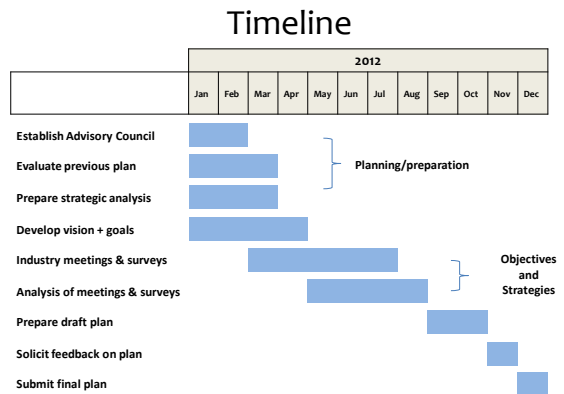 Timeline
2012
Jan Feb Mar Apr May Jun Jul Aug Sep Oct Nov Dec
Establish Advisory Council
Evaluate previous plan
Planning/preparation
Prepare strategic analysis
Develop vision + goals
Industry meetings & surveys
Objectives
and
Strategies
Analysis of meetings & surveys
Prepare draft plan
Solicit feedback on plan
Submit final plan